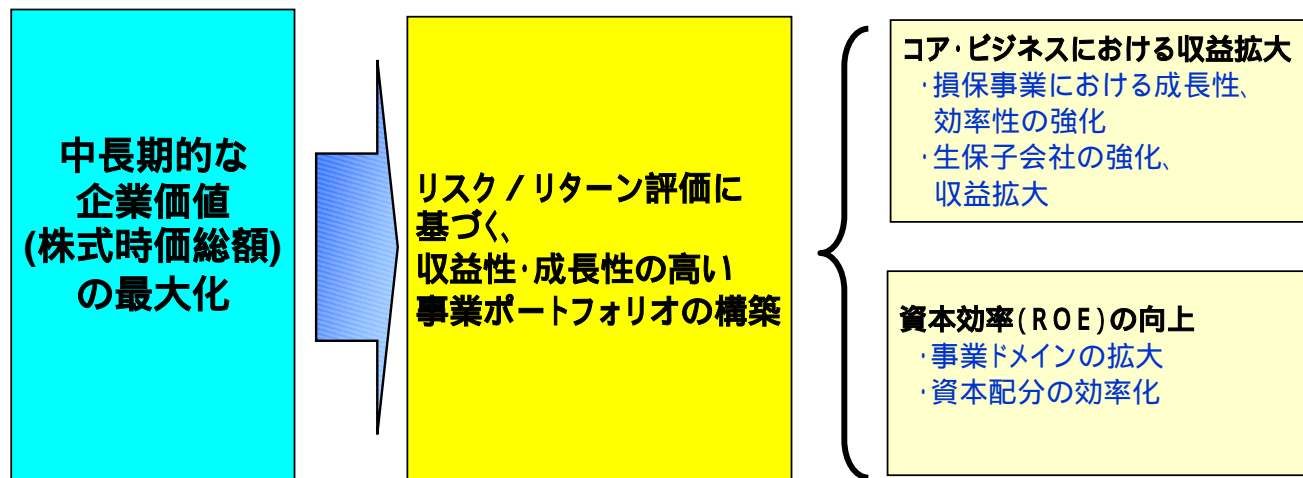 中長期的な
企業価値
(株式時価総額)
の最大化
リスク／リターン評価に
基づく、
収益性・成長性の高い
事業ポートフォリオの構築
コア・ビジネスにおける収益拡大
・損保事業における成長性、
効率性の強化
・生保子会社の強化、
収益拡大
資本効率(ＲＯＥ)の向上
・事業ドメインの拡大
・資本配分の効率化